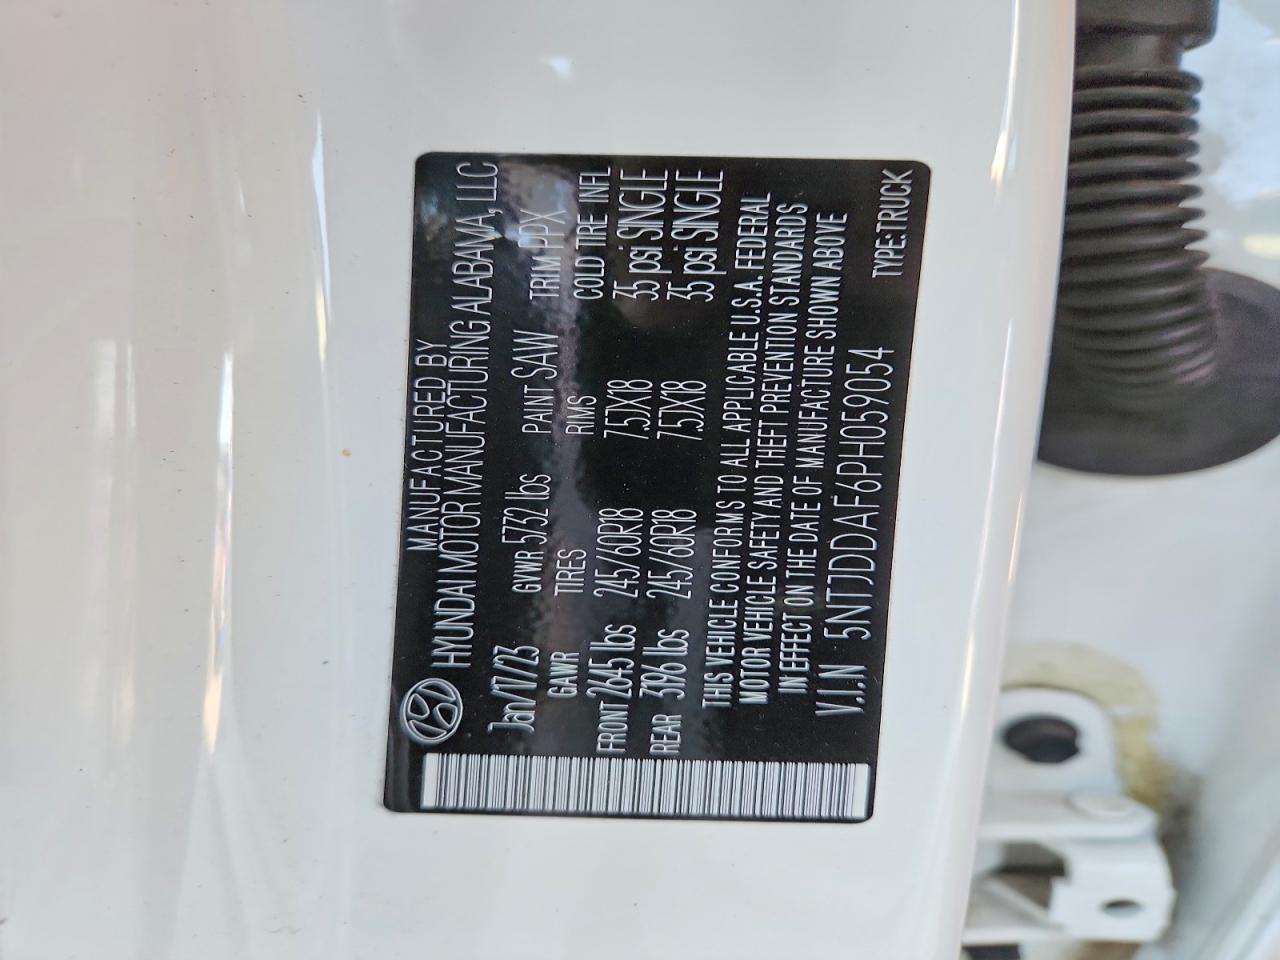 MANUFACTURED BY
HYUNDAI MOTOR MANUFACTURING ALABAMA, LLC
Jan/17/23 GVWR 5732 lbs PAINT SAW TRIM PPX
GAWR TIRES RIMS COLD TIRE INFL
FRONT 2645 lbs 245/60R18 7.5JX18 35 psi SINGLE
REAR 3196 lbs 245/60R18 7.5JX18 35 psi SINGLE
THIS VEHICLE CONFORMS TO ALL APPLICABLE U.S.A. FEDERAL
MOTOR VEHICLE SAFETY AND THEFT PREVENTION STANDARDS
IN EFFECT ON THE DATE OF MANUFACTURE SHOWN ABOVE
V.I.N 5NTJDDAF6PH059054 TYPE:TRUCK